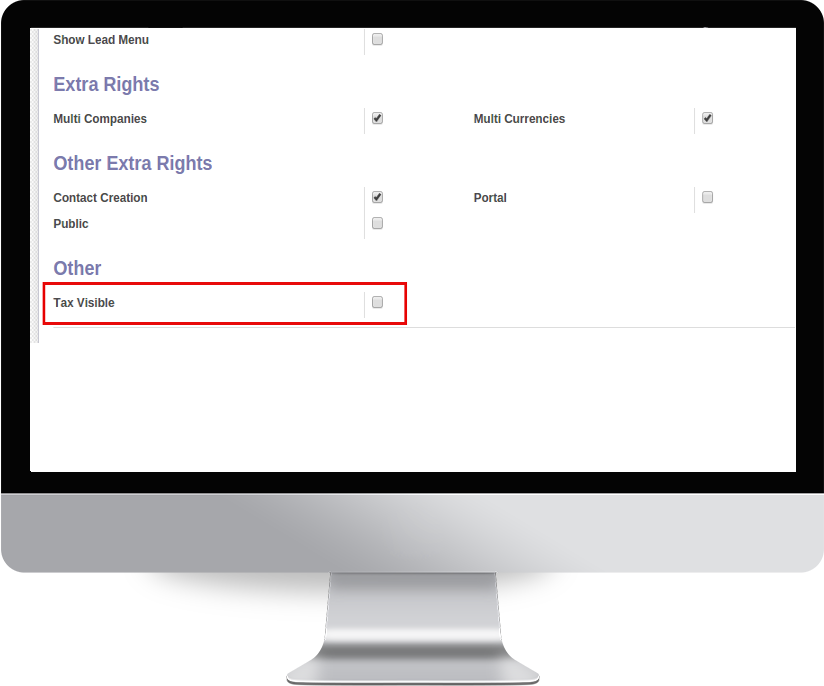 Show Lead Menu
Extra Rights
Multi Companies Multi Currencies
Other Extra Rights
Contact Creation Portal
Public
Other
Tax Visible